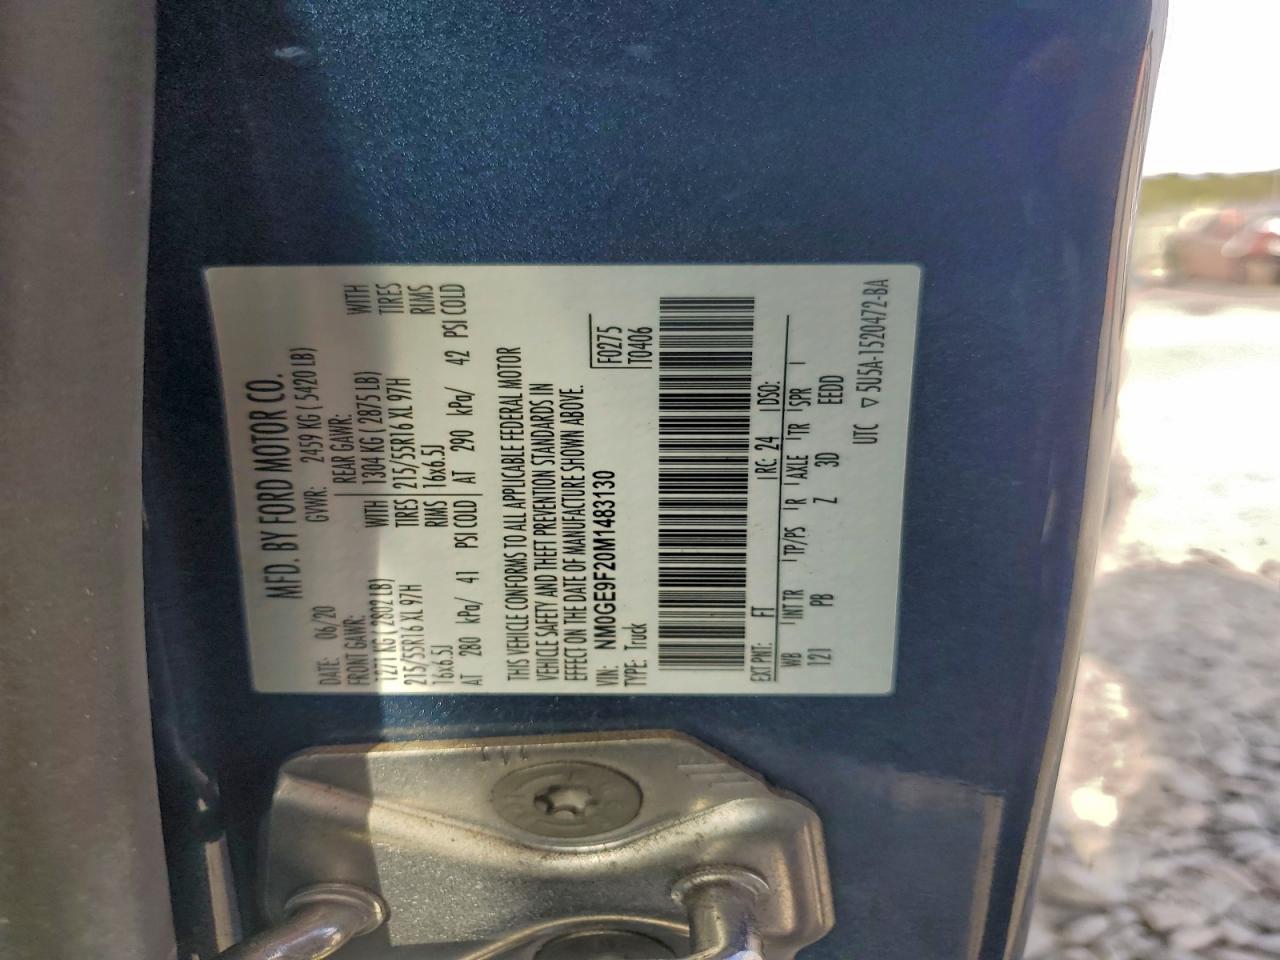 MFD. BY FORD MOTOR CO.
DATE: 06/20 GVWR: 2459 KG ( 5420 LB)
FRONT GAWR: REAR GAWR:
1271 KG ( 2802 LB) WITH 1304 KG ( 2875 LB) WITH
215/55R16 XL 97H TIRES 215/55R16 XL 97H TIRES
16x6.5J RIMS 16x6.5J RIMS
AT 280 kPa/ 41 PSI COLD AT 290 kPa/ 42 PSI COLD
THIS VEHICLE CONFORMS TO ALL APPLICABLE FEDERAL MOTOR
VEHICLE SAFETY AND THEFT PREVENTION STANDARDS IN
EFFECT ON THE DATE OF MANUFACTURE SHOWN ABOVE.
VIN: NM0GE9F20M1483130 F0275
TYPE: Truck T0406
EXT PNT: FT RC: 24 DSO:
WB INT TR TP/PS R AXLE TR SPR
121 PB Z 3D EEDD
UTC ▽ 5U5A-1520472-BA